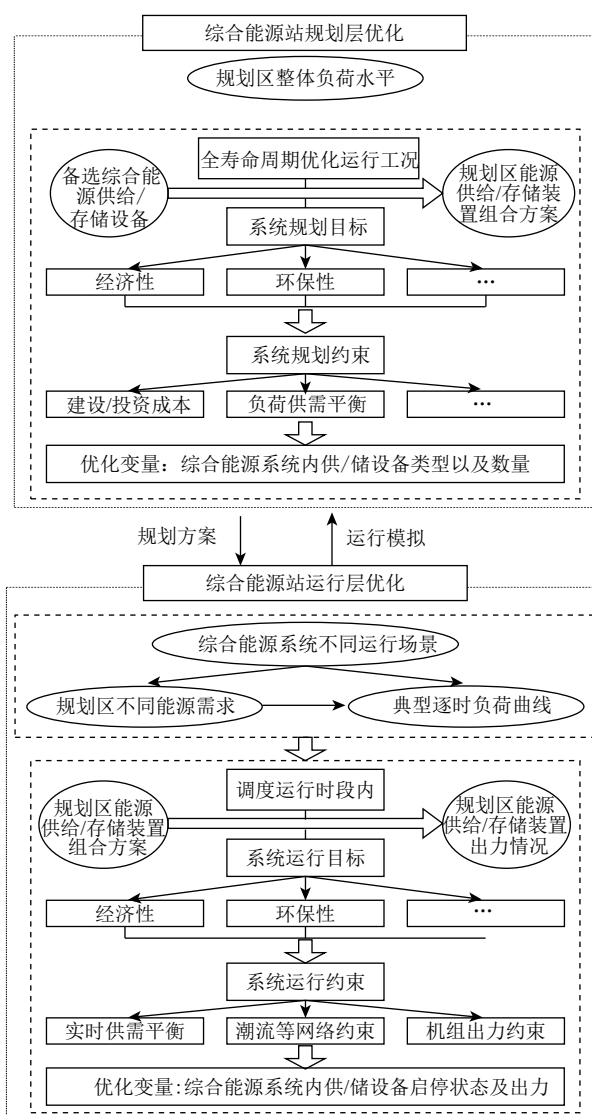 综合能源站规划层优化
规划区整体负荷水平
全寿命周期优化运行工况
备选综合能
源供给/
存储设备
规划区能源
供给/存储装
置组合方案
系统规划目标
经济性
环保性
…
系统规划约束
建设/投资成本
负荷供需平衡
…
优化变量：综合能源系统内供/储设备类型以及数量
规划方案
运行模拟
综合能源站运行层优化
综合能源系统不同运行场景
规划区不同能源需求
典型逐时负荷曲线
调度运行时段内
规划区能源
供给/存储装置
组合方案
规划区能源
供给/存储装置
出力情况
系统运行目标
经济性
环保性
…
系统运行约束
实时供需平衡
潮流等网络约束
机组出力约束
优化变量:综合能源系统内供/储设备启停状态及出力